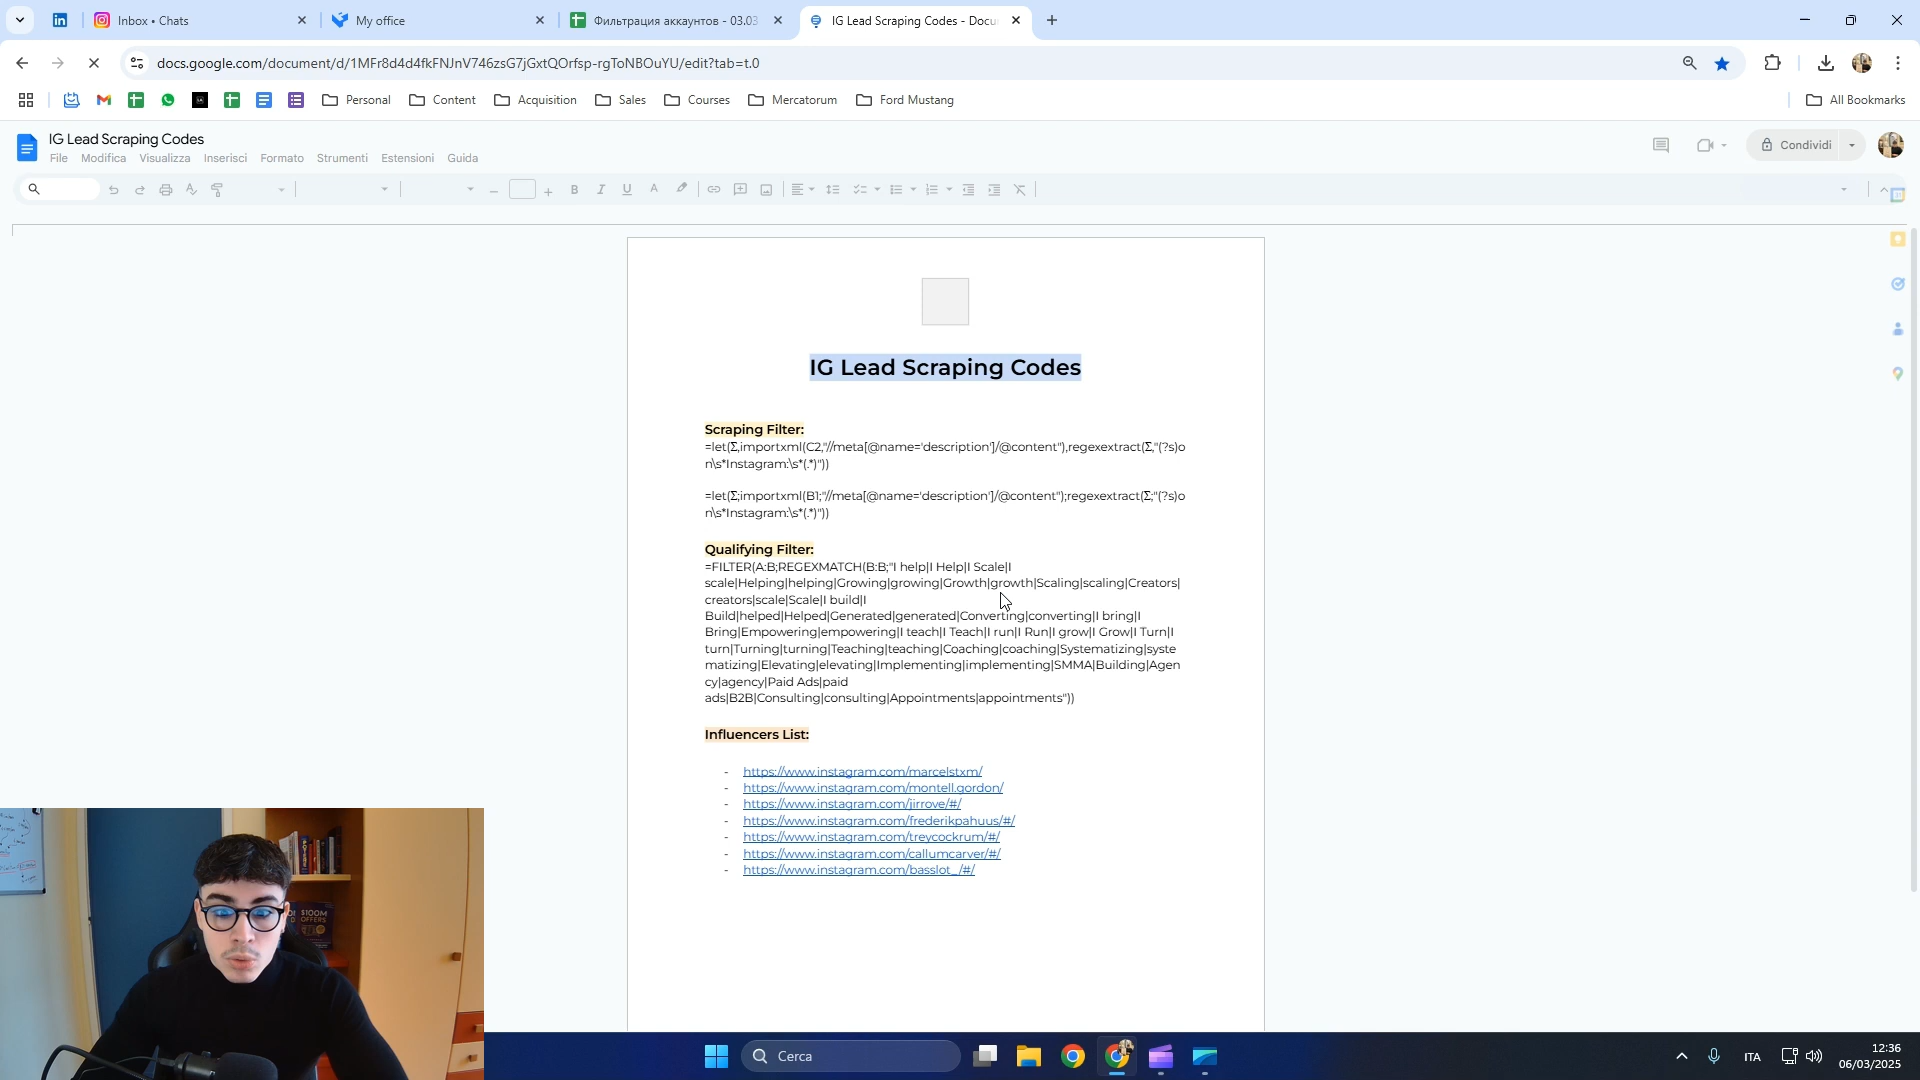 Inbox • Chats
My office
Фильтрация аккаунтов - 03.03
IG Lead Scraping Codes - Docu
docs.google.com/document/d/1MFr8d4d4fkFNJnV746zsG7jGxtQOrfsp-rgToNBOuYU/edit?tab=t.0
Personal
Content
Acquisition
Sales
Courses
Mercatorum
Ford Mustang
All Bookmarks
IG Lead Scraping Codes
File Modifica Visualizza Inserisci Formato Strumenti Estensioni Guida
Condividi
IG Lead Scraping Codes
Scraping Filter:
=let(Σ,importxml(C2,"//meta[@name='description']/@content"),regexextract(Σ,"(?s)o
n\s*Instagram:\s*(.*)"))
=let(Σ;importxml(B1;"//meta[@name='description']/@content");regexextract(Σ;"(?s)o
n\s*Instagram:\s*(.*)"))
Qualifying Filter:
=FILTER(A:B;REGEXMATCH(B:B;"I help|I Help|I Scale|I
scale|Helping|helping|Growing|growing|Growth|growth|Scaling|scaling|Creators|
creators|scale|Scale|I build|I
Build|helped|Helped|Generated|generated|Converting|converting|I bring|I
Bring|Empowering|empowering|I teach|I Teach|I run|I Run|I grow|I Grow|I Turn|I
turn|Turning|turning|Teaching|teaching|Coaching|coaching|Systematizing|syste
matizing|Elevating|elevating|Implementing|implementing|SMMA|Building|Agen
cy|agency|Paid Ads|paid
ads|B2B|Consulting|consulting|Appointments|appointments"))
Influencers List:
- https://www.instagram.com/marcelstxm/
- https://www.instagram.com/montell.gordon/
- https://www.instagram.com/jirrove/#/
- https://www.instagram.com/frederikpahuus/#/
- https://www.instagram.com/treycockrum/#/
- https://www.instagram.com/callumcarver/#/
- https://www.instagram.com/basslot_/#/
$100M
OFFERS
Cerca
ITA
12:36
06/03/2025